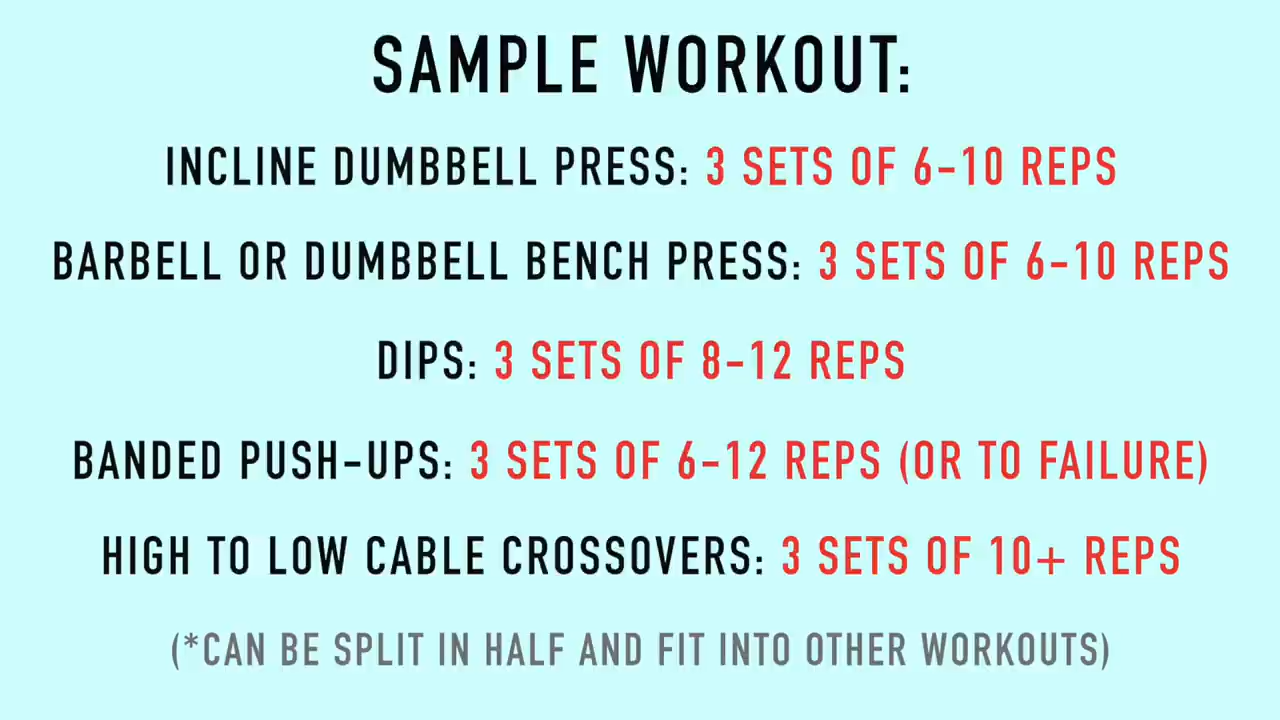 SAMPLE WORKOUT:
INCLINE DUMBBELL PRESS: 3 SETS OF 6-10 REPS
BARBELL OR DUMBBELL BENCH PRESS: 3 SETS OF 6-10 REPS
DIPS: 3 SETS OF 8-12 REPS
BANDED PUSH-UPS: 3 SETS OF 6-12 REPS (OR TO FAILURE)
HIGH TO LOW CABLE CROSSOVERS: 3 SETS OF 10+ REPS
(*CAN BE SPLIT IN HALF AND FIT INTO OTHER WORKOUTS)